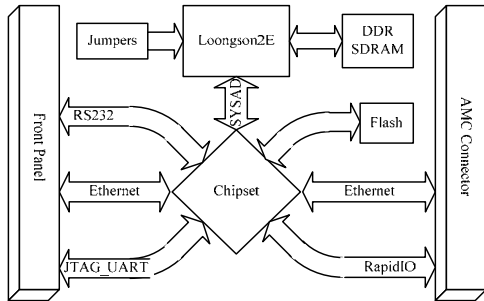 Jumpers
Loongson2E
DDR
SDRAM
SYSAD
RS232
Flash
Front Panel
AMC Connector
Ethernet
Chipset
Ethernet
JTAG_UART
RapidIO